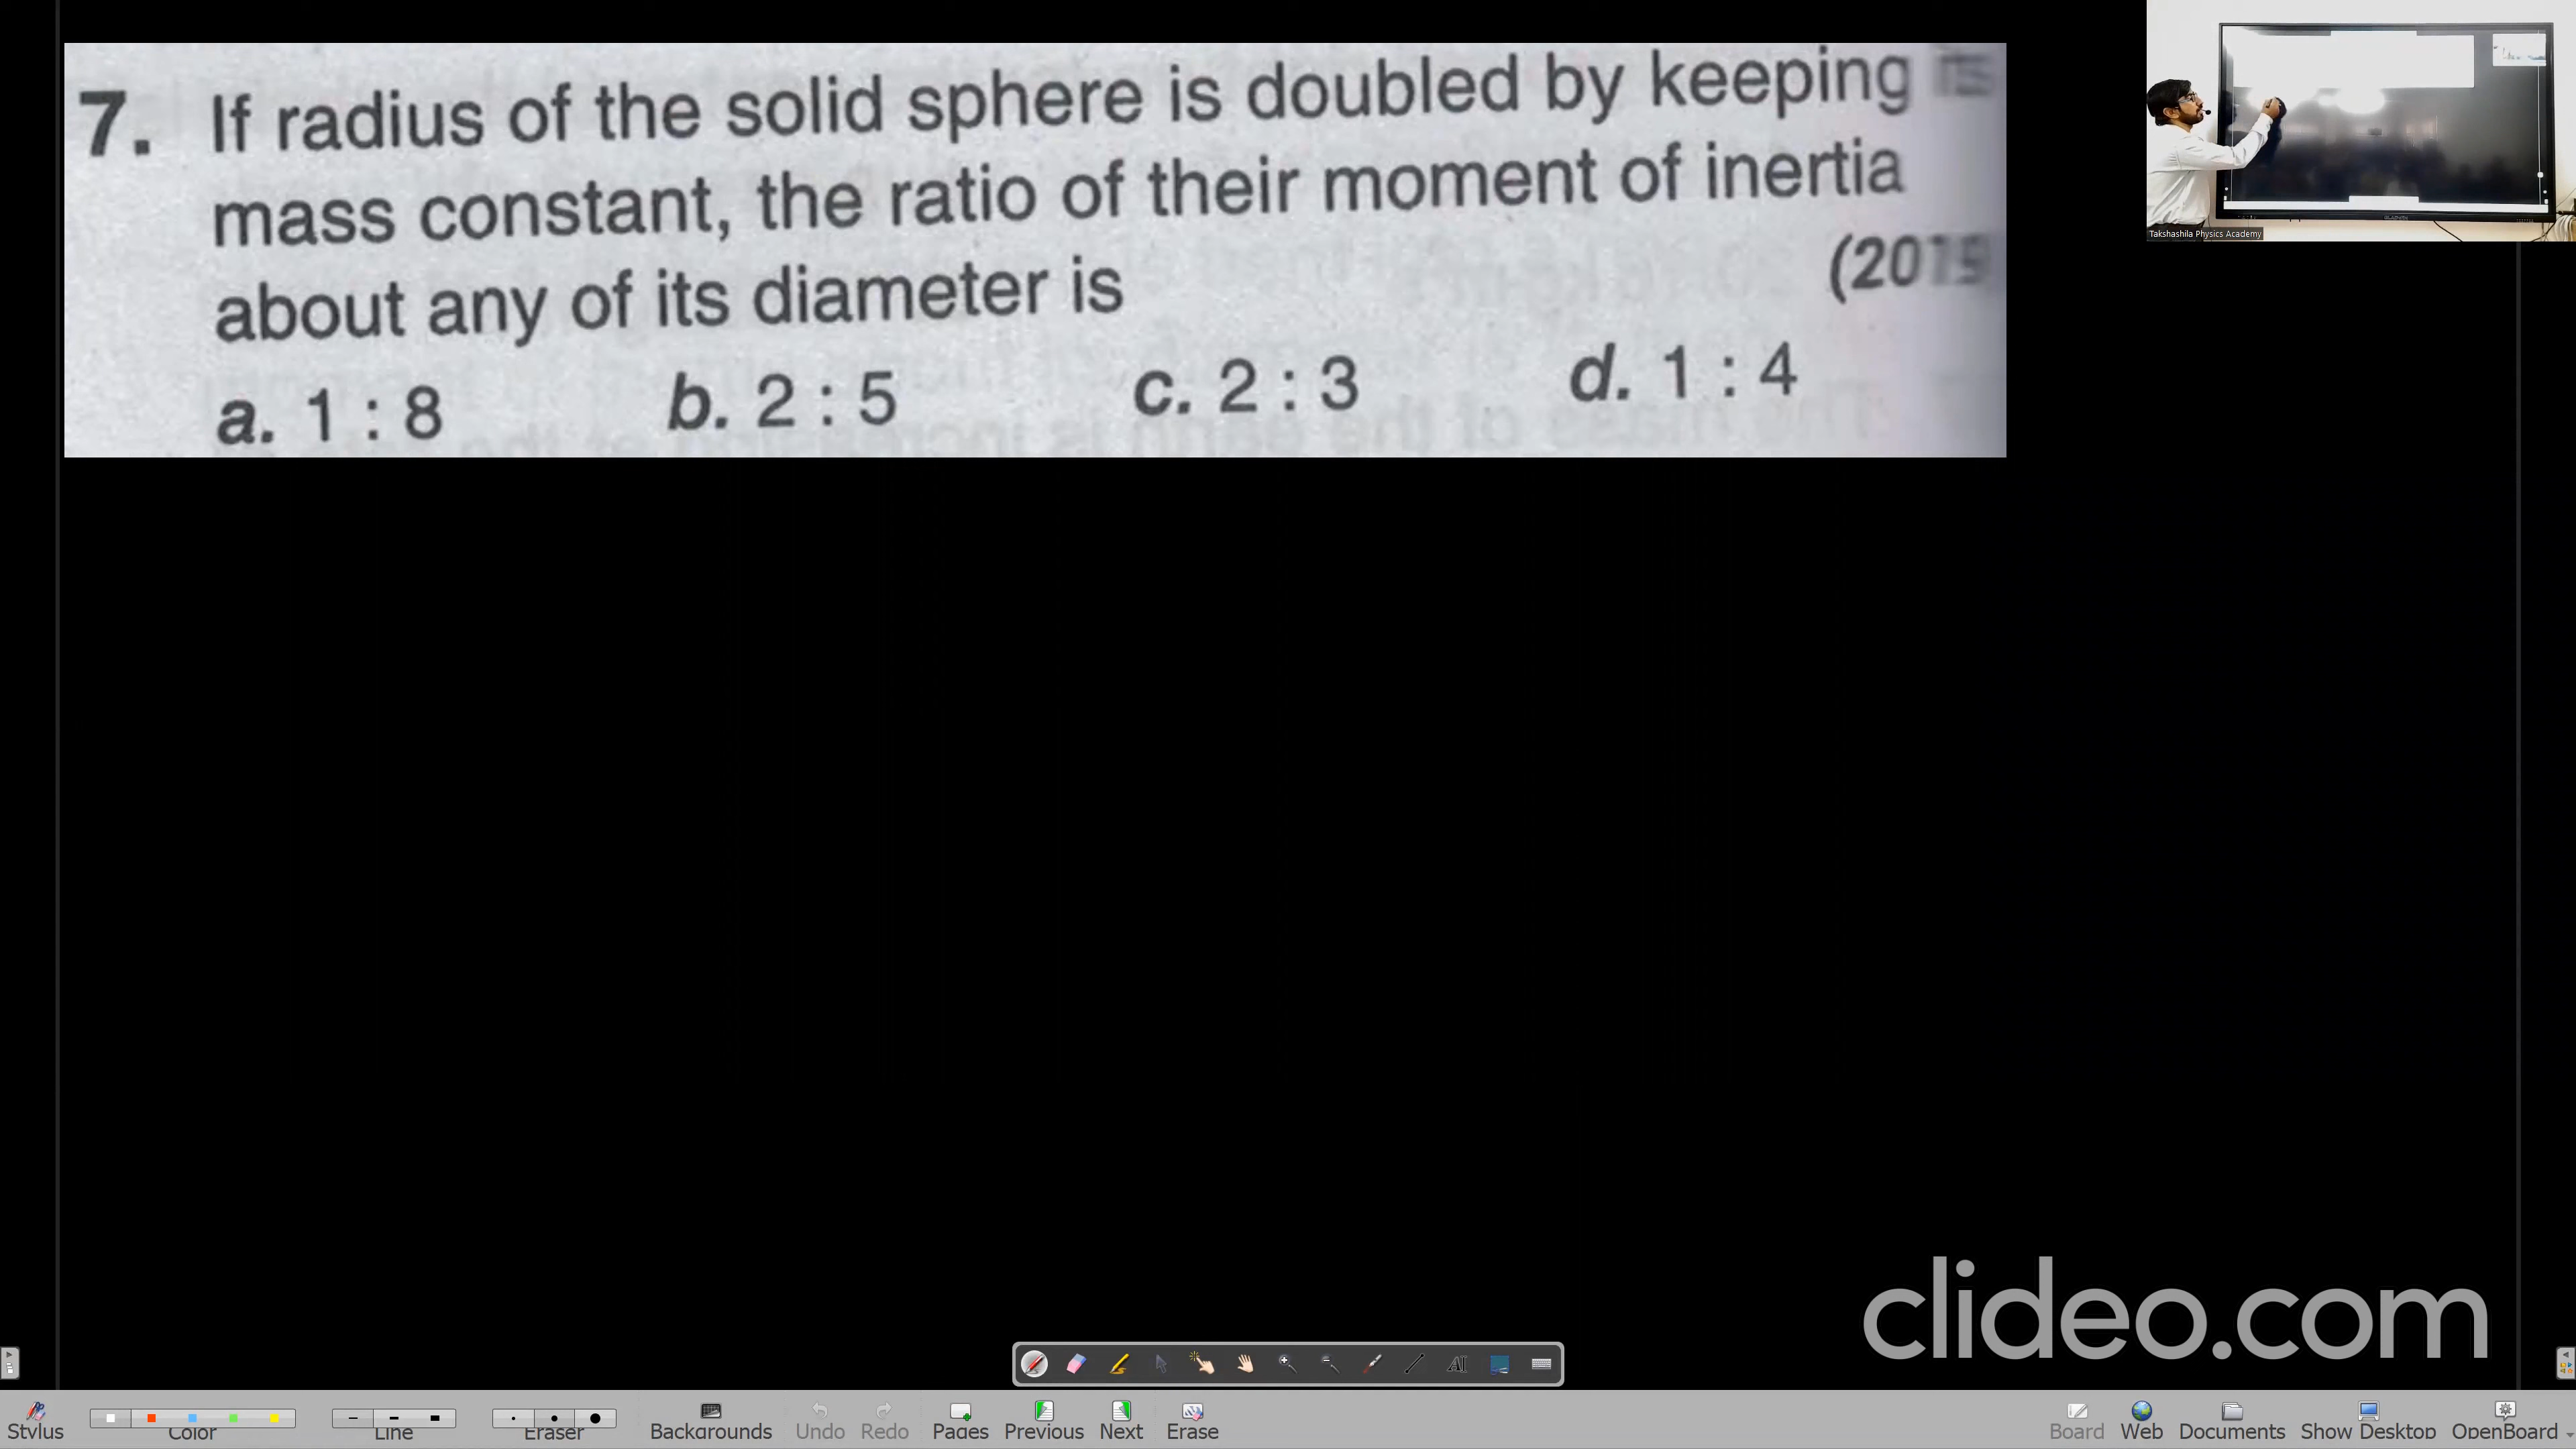 7. If radius of the solid sphere is doubled by keeping
mass constant, the ratio of their moment of inertia
about any of its diameter is
(2019
a. 1 : 8 b. 2 : 5 c. 2 : 3 d. 1 : 4
Takshashila Physics Academy
clideo.com
Stylus Color Line Eraser Backgrounds Undo Redo Pages Previous Next Erase Board Web Documents Show Desktop OpenBoard